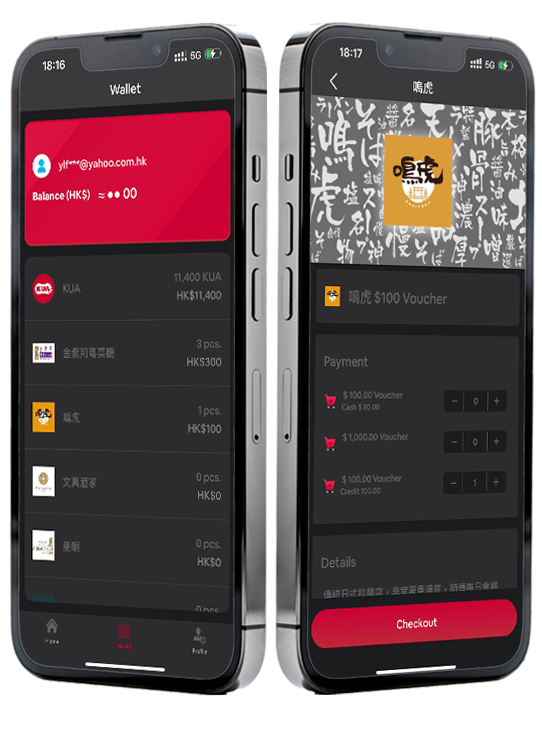 18:16
5G
Wallet
ylf***@yahoo.com.hk
Balance (HK$) ≈ ●● 00
KUA
11,400 KUA
HK$11,400
金紫荊粵菜廳
3 pcs.
HK$300
鳴虎
1 pcs.
HK$100
文興酒家
0 pcs.
HK$0
皇朝
0 pcs.
HK$0
0 pcs.
Home
Wallet
Profile
18:17
5G
鳴虎
鳴虎
鳴虎 $100 Voucher
Payment
$100.00 Voucher
Cash $ 80.00
− 0 +
$1,000.00 Voucher
− 0 +
$100.00 Voucher
Credit 100.00
− 1 +
Details
Checkout